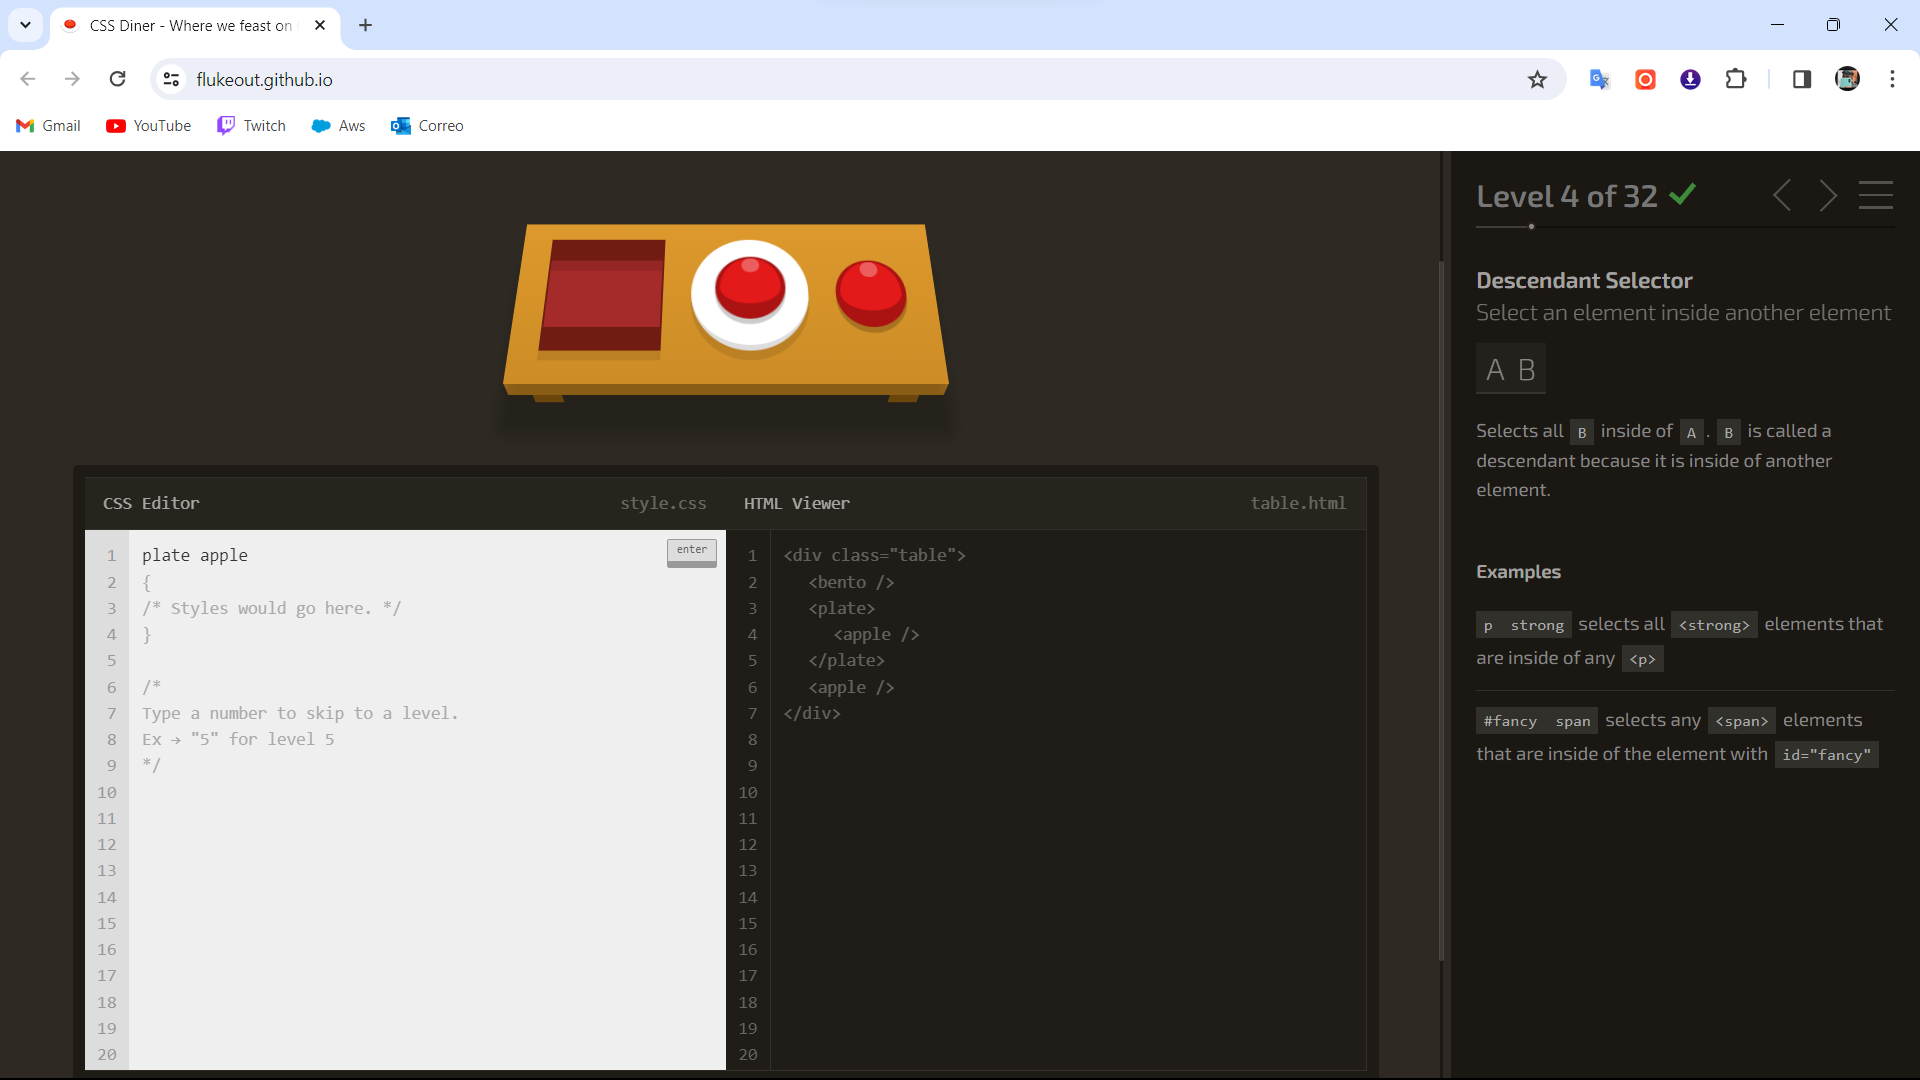 CSS Diner - Where we feast on
flukeout.github.io
Gmail YouTube Twitch Aws Correo
Level 4 of 32
Descendant Selector
Select an element inside another element
A B
Selects all B inside of A . B is called a
descendant because it is inside of another
element.
Examples
p strong selects all <strong> elements that
are inside of any <p>
#fancy span selects any <span> elements
that are inside of the element with id="fancy"
CSS Editor style.css
1 plate apple enter
2 {
3 /* Styles would go here. */
4 }
5
6 /*
7 Type a number to skip to a level.
8 Ex → "5" for level 5
9 */
10
11
12
13
14
15
16
17
18
19
20
HTML Viewer table.html
1 <div class="table">
2 <bento />
3 <plate>
4 <apple />
5 </plate>
6 <apple />
7 </div>
8
9
10
11
12
13
14
15
16
17
18
19
20